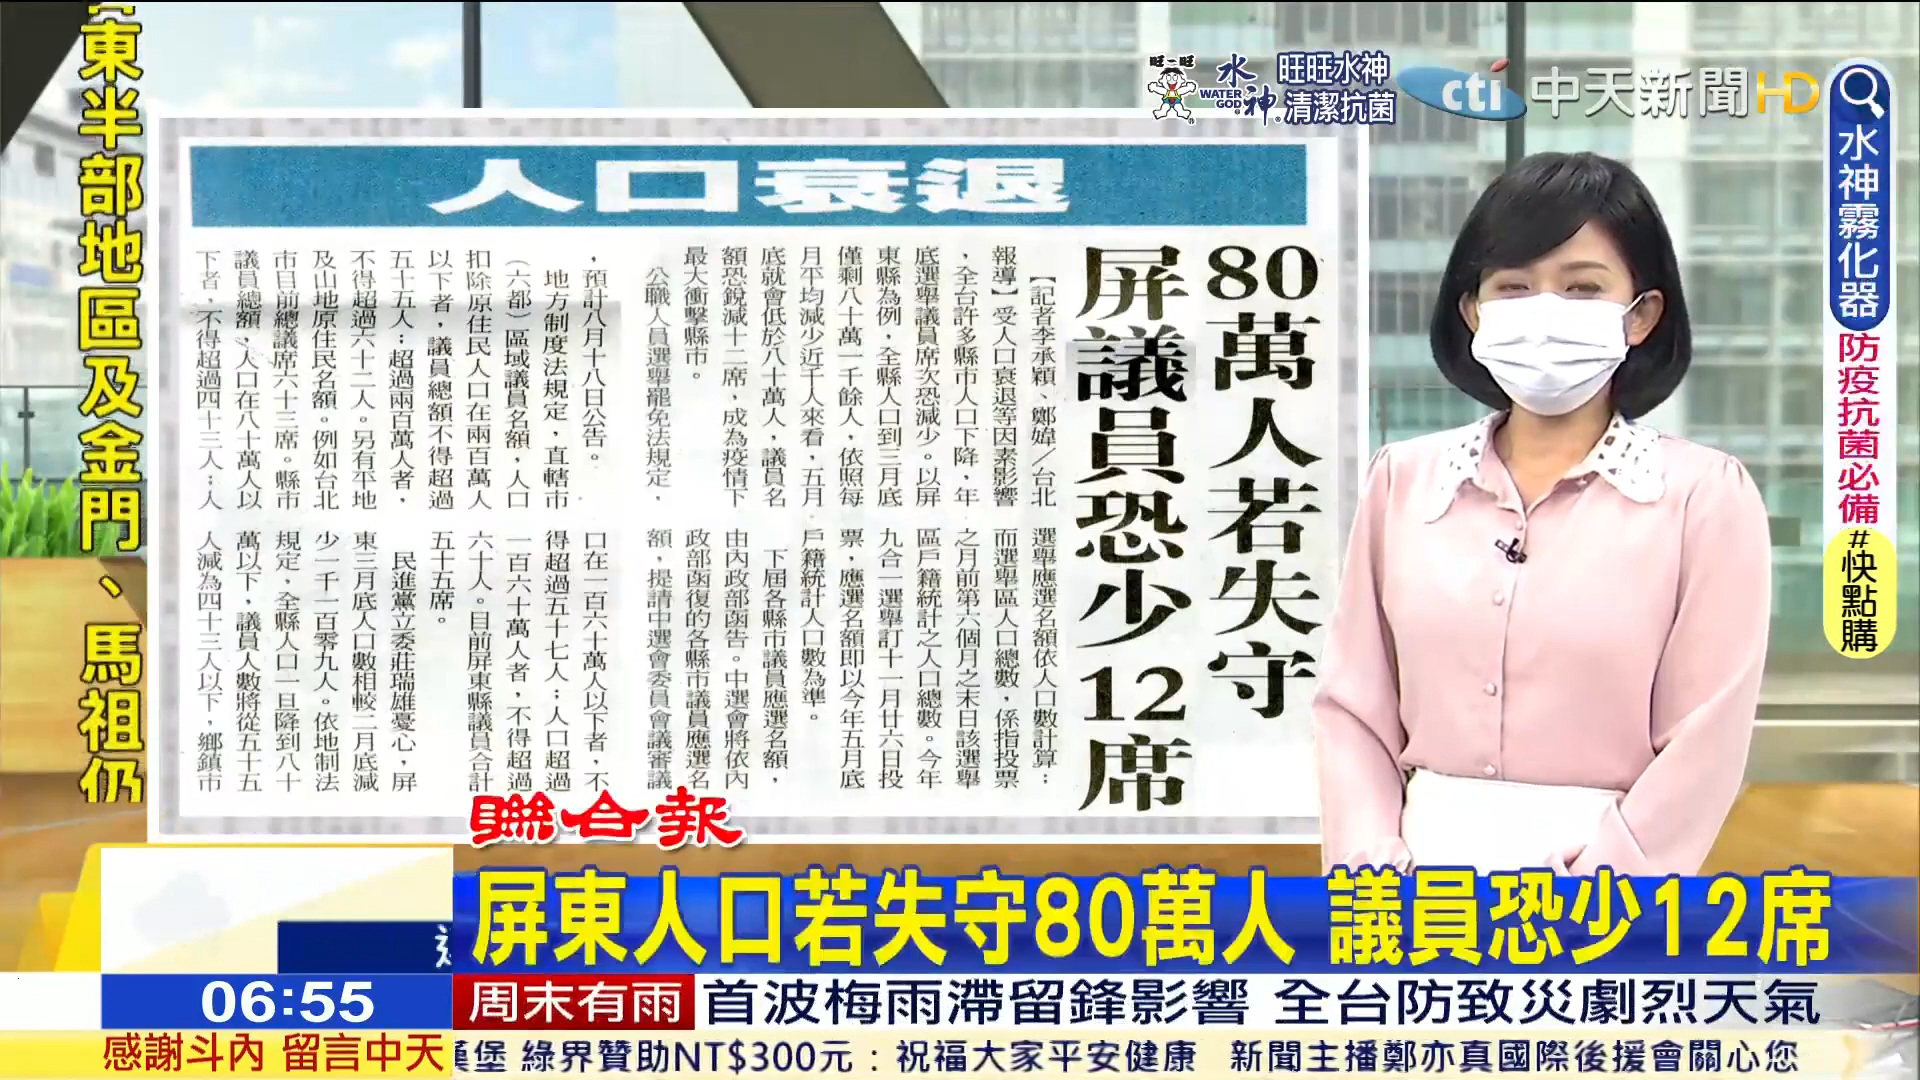 東半部地區及金門、馬祖仍
旺旺
水神
WATER GOD
旺旺水神
清潔抗菌
cti 中天新聞HD
水神霧化器
防疫抗菌必備
#快點購
人口衰退
80萬人若失守
屏議員恐少12席
【記者李承穎、鄭媁/台北
報導】受人口衰退等因素影響
,全台許多縣市人口下降,年
底選舉議員席次恐減少。以屏
東縣為例,全縣人口到三月底
僅剩八十萬一千餘人,依照每
月平均減少近千人來看,五月
底就會低於八十萬人,議員名
額恐銳減十二席,成為疫情下
最大衝擊縣市。
公職人員選舉罷免法規定,
選舉應選名額依人口數計算;
而選舉區人口總數,係指投票
之月前第六個月之末日該選舉
區戶籍統計之人口總數。今年
九合一選舉訂十一月廿六日投
票,應選名額即以今年五月底
戶籍統計人口數為準。
下屆各縣市議員應選名額,
由內政部函告。中選會將依內
政部函復的各縣市議員應選名
額,提請中選會委員會議審議
,預計八月十八日公告。
地方制度法規定,直轄市
(六都)區域議員名額,人口
扣除原住民人口在兩百萬人
以下者,議員總額不得超過
五十五人;超過兩百萬人者,
不得超過六十二人。另有平地
及山地原住民名額。例如台北
市目前總議席六十三席。縣市
議員總額,人口在八十萬人以
下者,不得超過四十三人;人
口在一百六十萬人以下者,不
得超過五十七人;人口超過
一百六十萬人者,不得超過
六十人。目前屏東縣議員合計
五十五席。
民進黨立委莊瑞雄憂心,屏
東三月底人口數相較二月底減
少一千一百零九人。依地制法
規定,全縣人口一旦降到八十
萬以下,議員人數將從五十五
人減為四十三人以下,鄉鎮市
聯合報
屏東人口若失守80萬人 議員恐少12席
06:55
周末有雨 首波梅雨滯留鋒影響 全台防致災劇烈天氣
感謝斗內 留言中天
漢堡 綠界贊助NT$300元:祝福大家平安健康 新聞主播鄭亦真國際後援會關心您